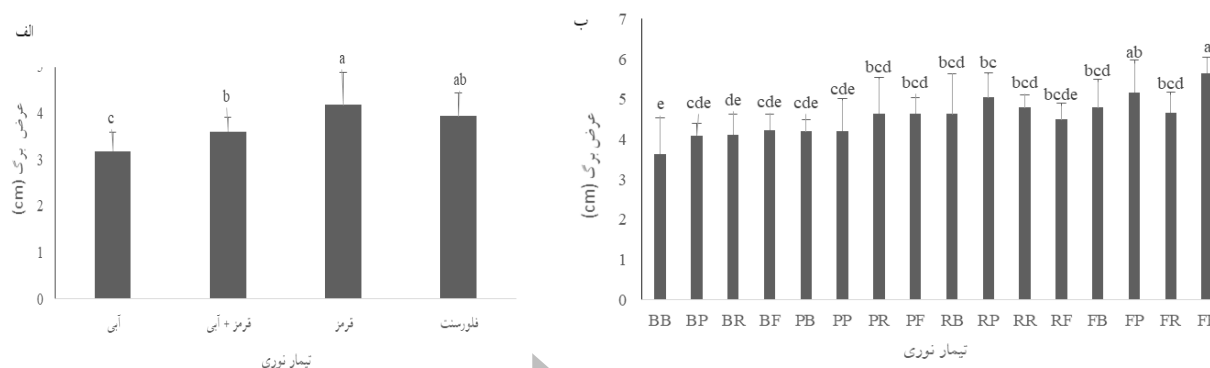 الف
a
ab
b
c
5
4
3
2
1
0
عرض برگ (cm)
آبی
قرمز + آبی
قرمز
فلورسنت
تیمار نوری
ب
7
6
5
4
3
2
1
0
عرض برگ (cm)
e
cde
de
cde
cde
cde
bcd
bcd
bcd
bc
bcd
bcde
bcd
ab
bcd
a
BB BP BR BF PB PP PR PF RB RP RR RF FB FP FR
تیمار نوری